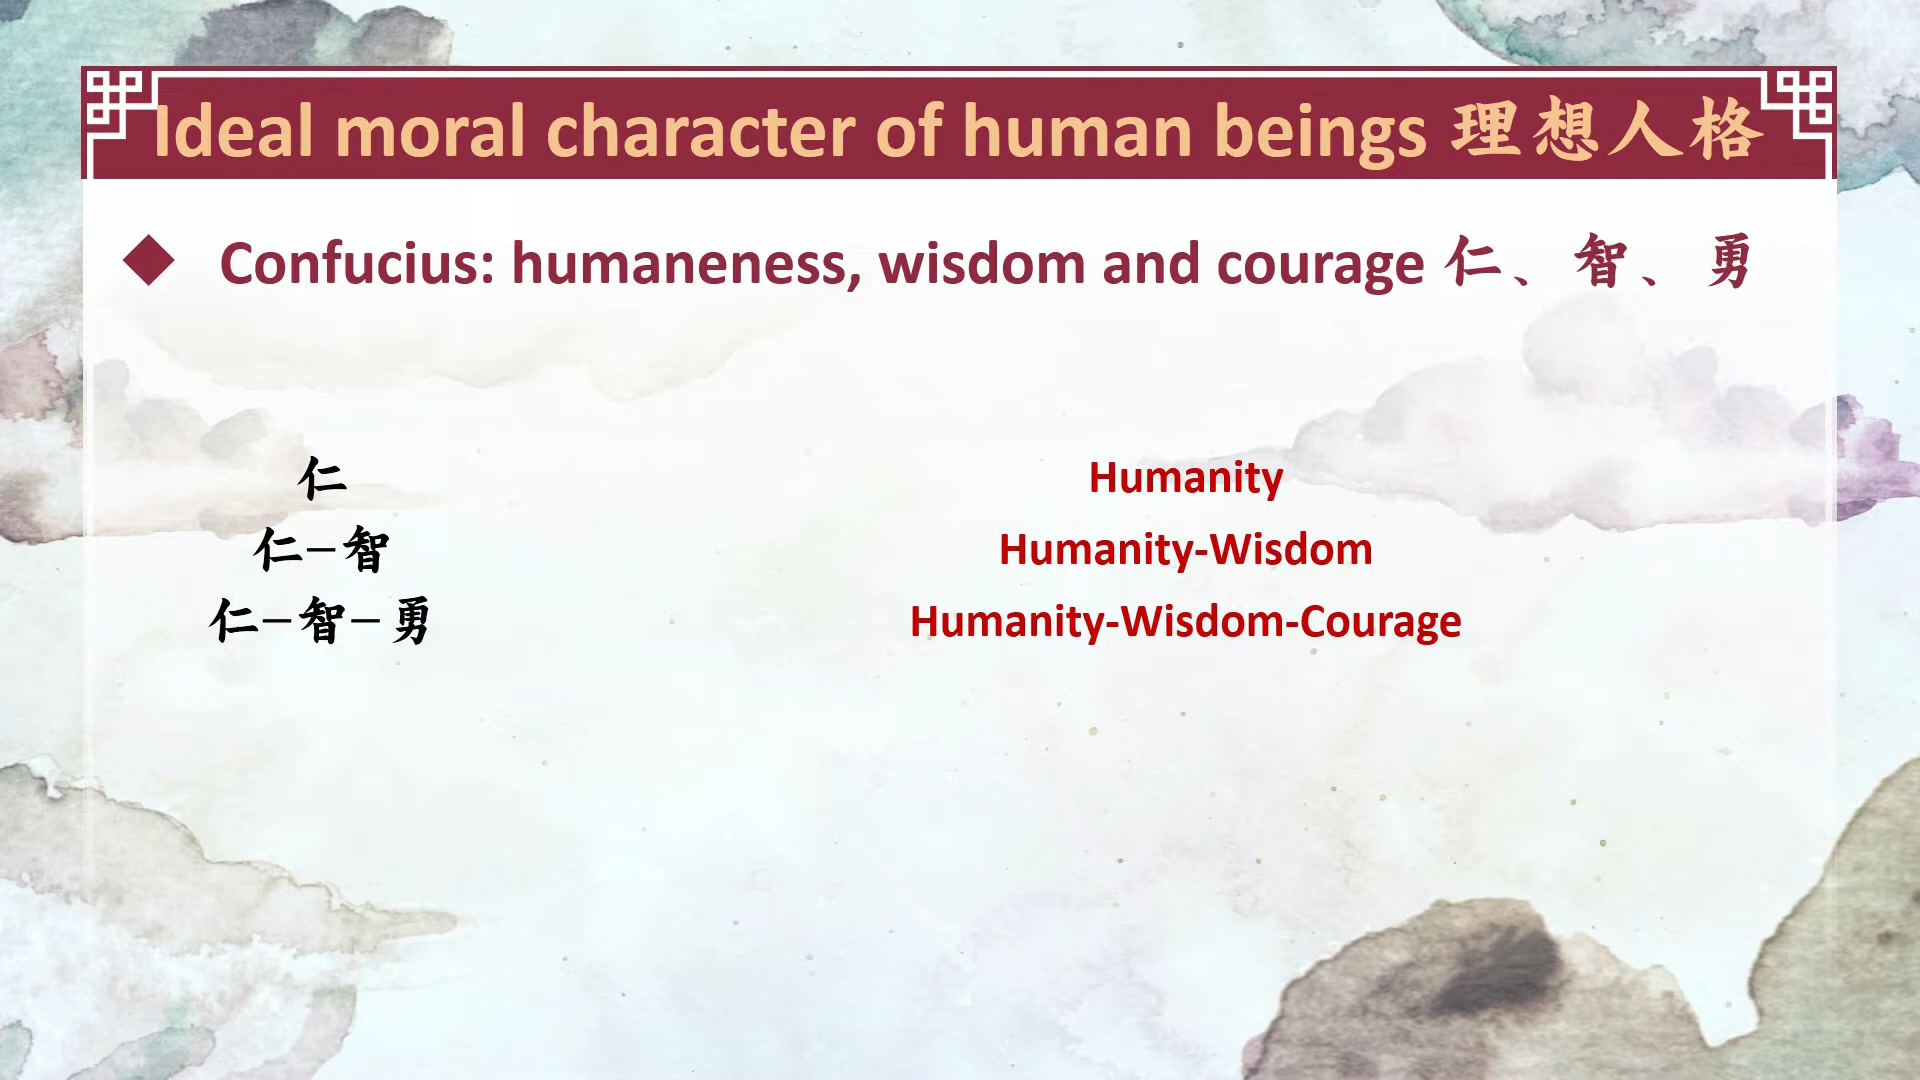 Ideal moral character of human beings 理想人格
Confucius: humaneness, wisdom and courage 仁、智、勇
仁
Humanity
仁–智
Humanity-Wisdom
仁–智–勇
Humanity-Wisdom-Courage